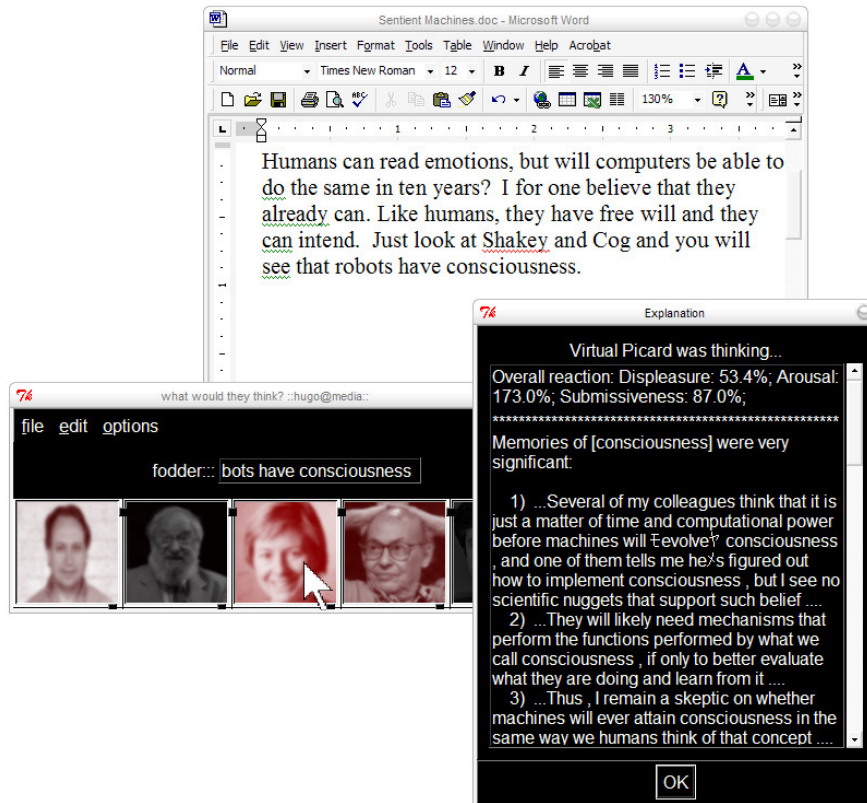 Sentient Machines.doc - Microsoft Word
File Edit View Insert Format Tools Table Window Help Acrobat
Normal Times New Roman 12 B I A »
ABC 130% »
1 2 3
Humans can read emotions, but will computers be able to
do the same in ten years? I for one believe that they
already can. Like humans, they have free will and they
can intend. Just look at Shakey and Cog and you will
see that robots have consciousness.
1
Explanation
Virtual Picard was thinking...
Overall reaction: Displeasure: 53.4%; Arousal:
173.0%; Submissiveness: 87.0%;
*******************************************************
Memories of [consciousness] were very
significant:
1) ...Several of my colleagues think that it is
just a matter of time and computational power
before machines will evolve consciousness
, and one of them tells me he's figured out
how to implement consciousness , but I see no
scientific nuggets that support such belief ....
2) ...They will likely need mechanisms that
perform the functions performed by what we
call consciousness , if only to better evaluate
what they are doing and learn from it ....
3) ...Thus , I remain a skeptic on whether
machines will ever attain consciousness in the
same way we humans think of that concept ....
OK
what would they think? ::hugo@media::
file edit options
fodder::: bots have consciousness